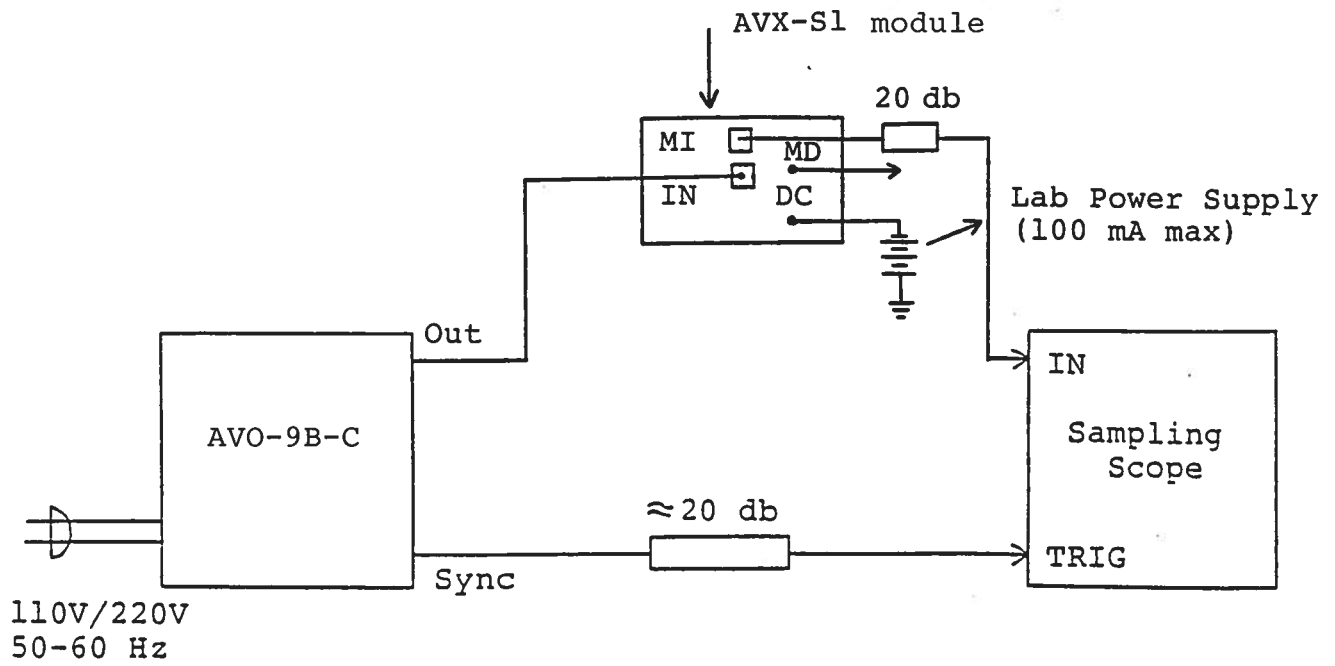 AVX-S1 module
20 db
MI
MD
IN
DC
Lab Power Supply
(100 mA max)
Out
IN
AVO-9B-C
Sampling
Scope
≈20 db
TRIG
Sync
110V/220V
50-60 Hz